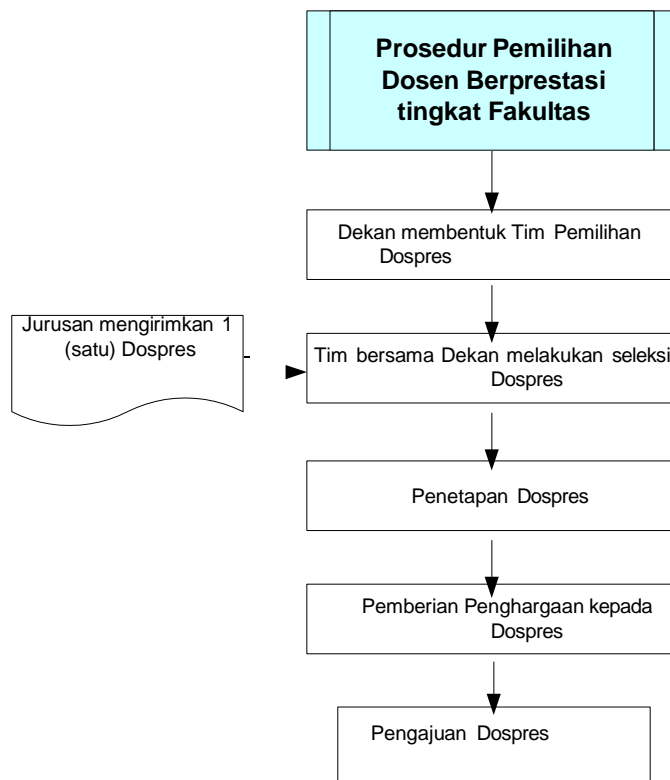 Prosedur Pemilihan
Dosen Berprestasi
tingkat Fakultas
Dekan membentuk Tim Pemilihan
Dospres
Jurusan mengirimkan 1
(satu) Dospres
Tim bersama Dekan melakukan seleksi
Dospres
Penetapan Dospres
Pemberian Penghargaan kepada
Dospres
Pengajuan Dospres